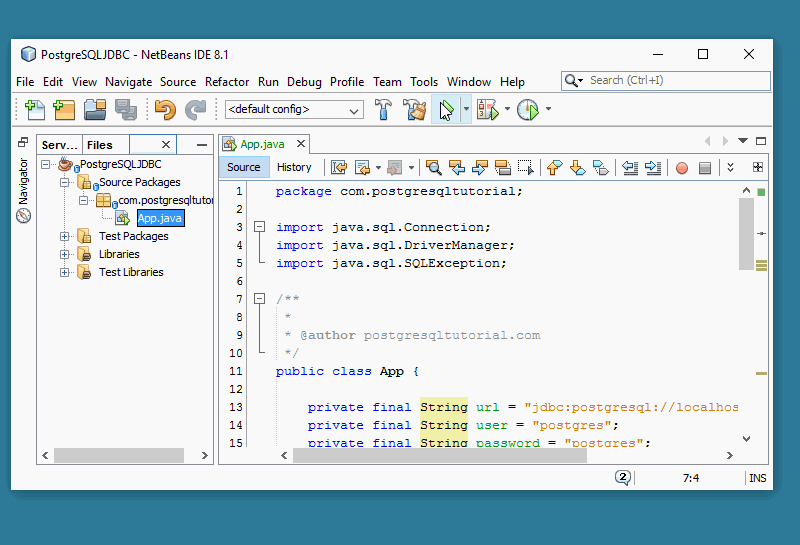 PostgreSQLJDBC - NetBeans IDE 8.1
File Edit View Navigate Source Refactor Run Debug Profile Team Tools Window Help
Search (Ctrl+I)
<default config>
Serv... Files
App.java
Navigator
Source History
PostgreSQLJDBC
Source Packages
com.postgresqltutor
App.java
Test Packages
Libraries
Test Libraries
1 package com.postgresqltutorial;
2
3 import java.sql.Connection;
4 import java.sql.DriverManager;
5 import java.sql.SQLException;
6
7 /**
8 *
9 * @author postgresqltutorial.com
10 */
11 public class App {
12
13 private final String url = "jdbc:postgresql://localhos
14 private final String user = "postgres";
15 private final String password = "postgres";
2
7:4
INS